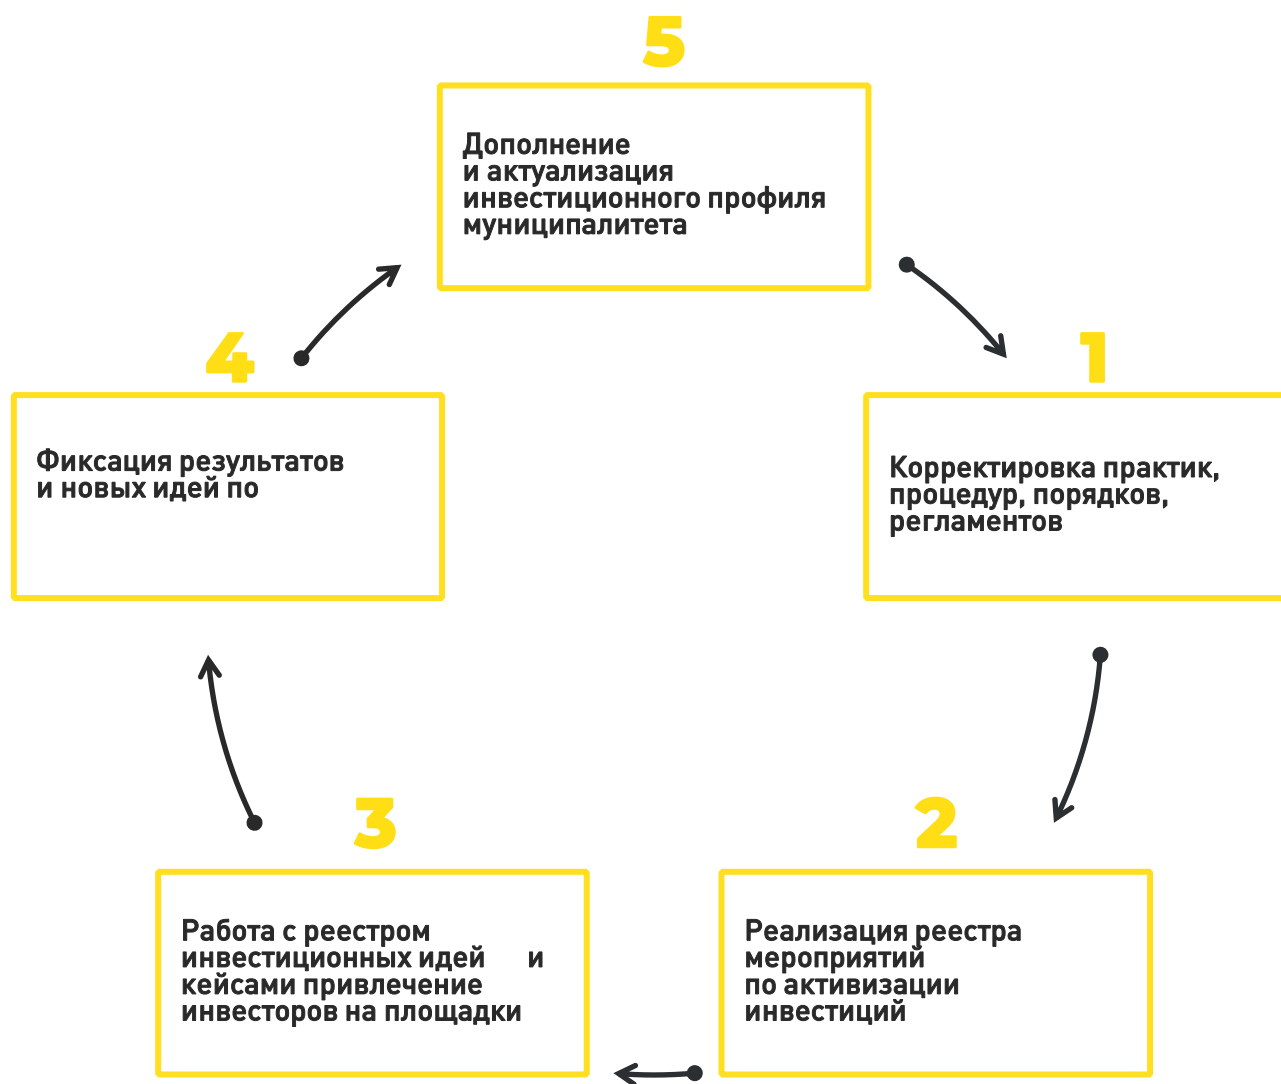 5
Дополнение
и актуализация
инвестиционного профиля
муниципалитета
4
Фиксация результатов
и новых идей по
1
Корректировка практик,
процедур, порядков,
регламентов
3
Работа с реестром
инвестиционных идей и
кейсами привлечение
инвесторов на площадки
2
Реализация реестра
мероприятий
по активизации
инвестиций